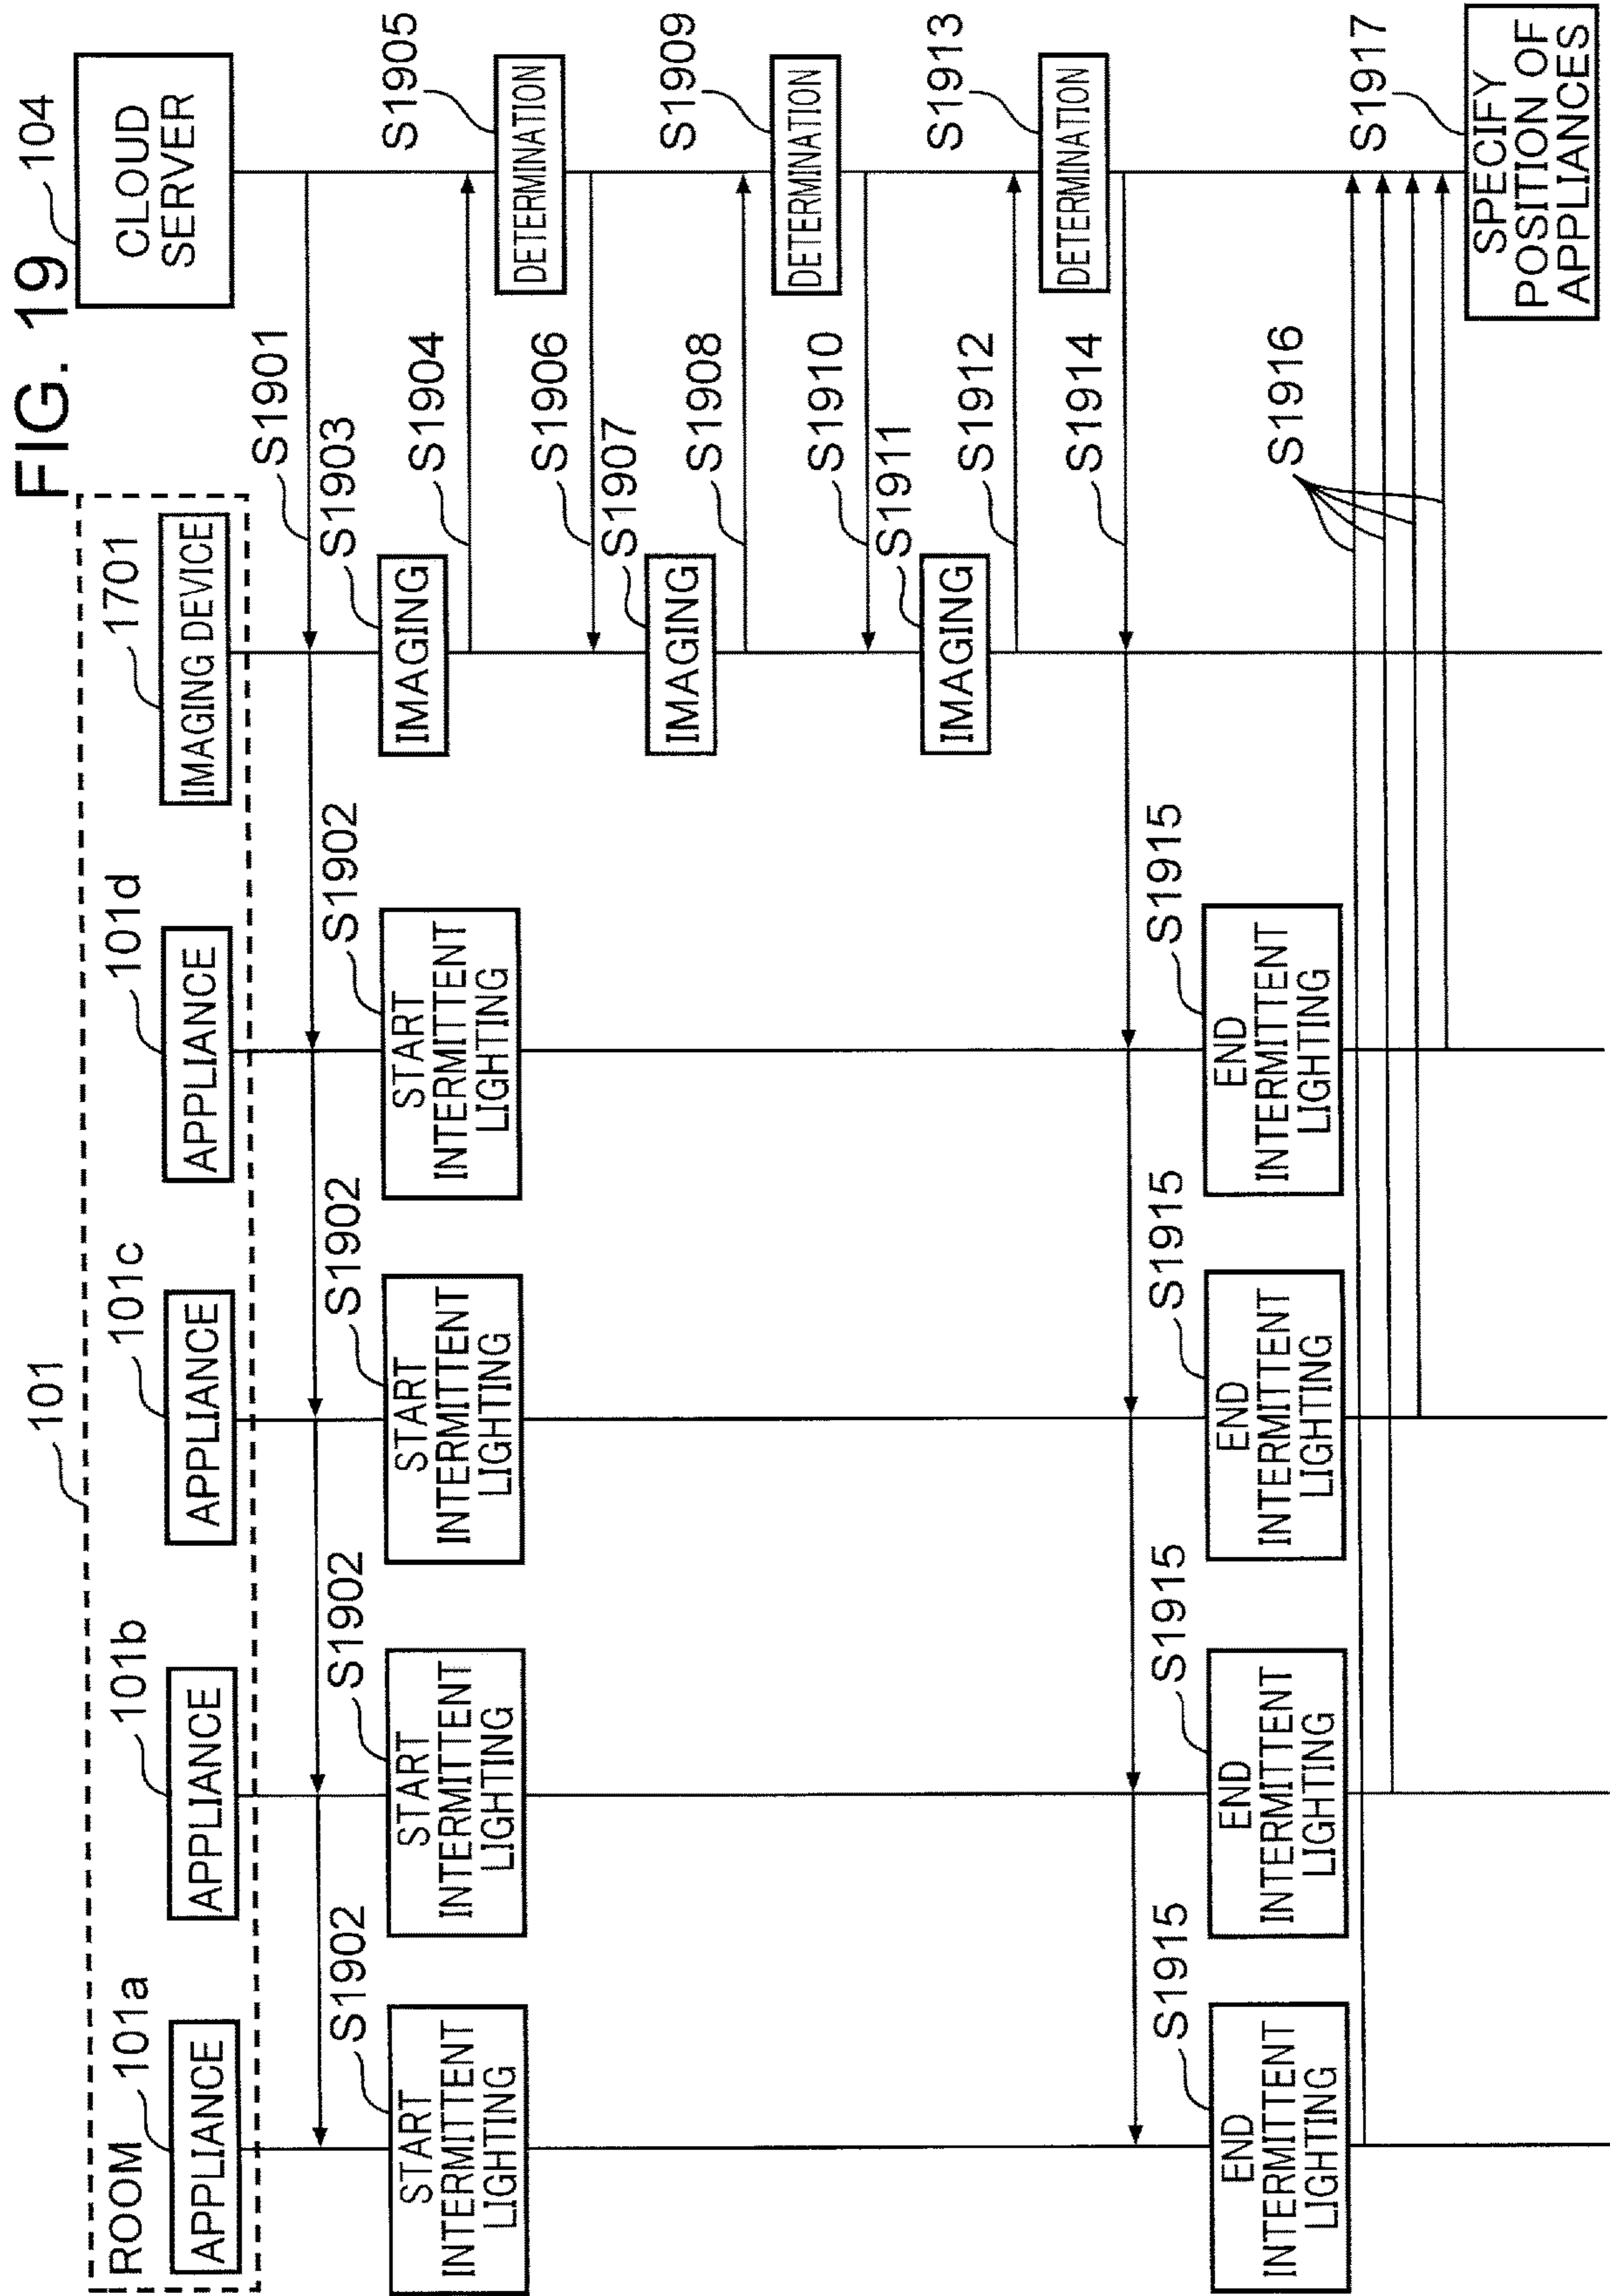 FIG. 19
101
ROOM
101a
101b
101c
101d
1701
104
APPLIANCE
APPLIANCE
APPLIANCE
APPLIANCE
IMAGING DEVICE
CLOUD
SERVER
S1901
S1902
S1902
S1902
S1902
S1903
START
INTERMITTENT
LIGHTING
START
INTERMITTENT
LIGHTING
START
INTERMITTENT
LIGHTING
START
INTERMITTENT
LIGHTING
IMAGING
S1904
S1905
DETERMINATION
S1906
S1907
IMAGING
S1908
S1909
DETERMINATION
S1910
S1911
IMAGING
S1912
S1913
DETERMINATION
S1914
S1915
S1915
S1915
S1915
END
INTERMITTENT
LIGHTING
END
INTERMITTENT
LIGHTING
END
INTERMITTENT
LIGHTING
END
INTERMITTENT
LIGHTING
S1916
S1917
SPECIFY
POSITION OF
APPLIANCES